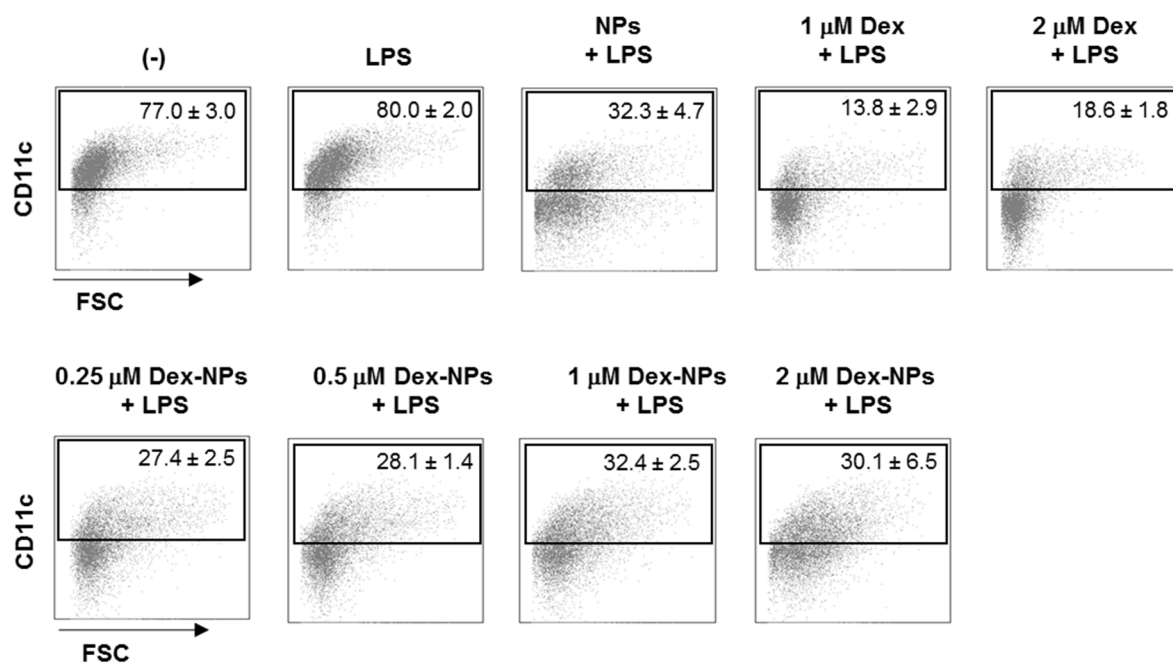 (-)
LPS
NPs
+ LPS
1 μM Dex
+ LPS
2 μM Dex
+ LPS
CD11c
77.0 ± 3.0
80.0 ± 2.0
32.3 ± 4.7
13.8 ± 2.9
18.6 ± 1.8
FSC
0.25 μM Dex-NPs
+ LPS
0.5 μM Dex-NPs
+ LPS
1 μM Dex-NPs
+ LPS
2 μM Dex-NPs
+ LPS
CD11c
27.4 ± 2.5
28.1 ± 1.4
32.4 ± 2.5
30.1 ± 6.5
FSC